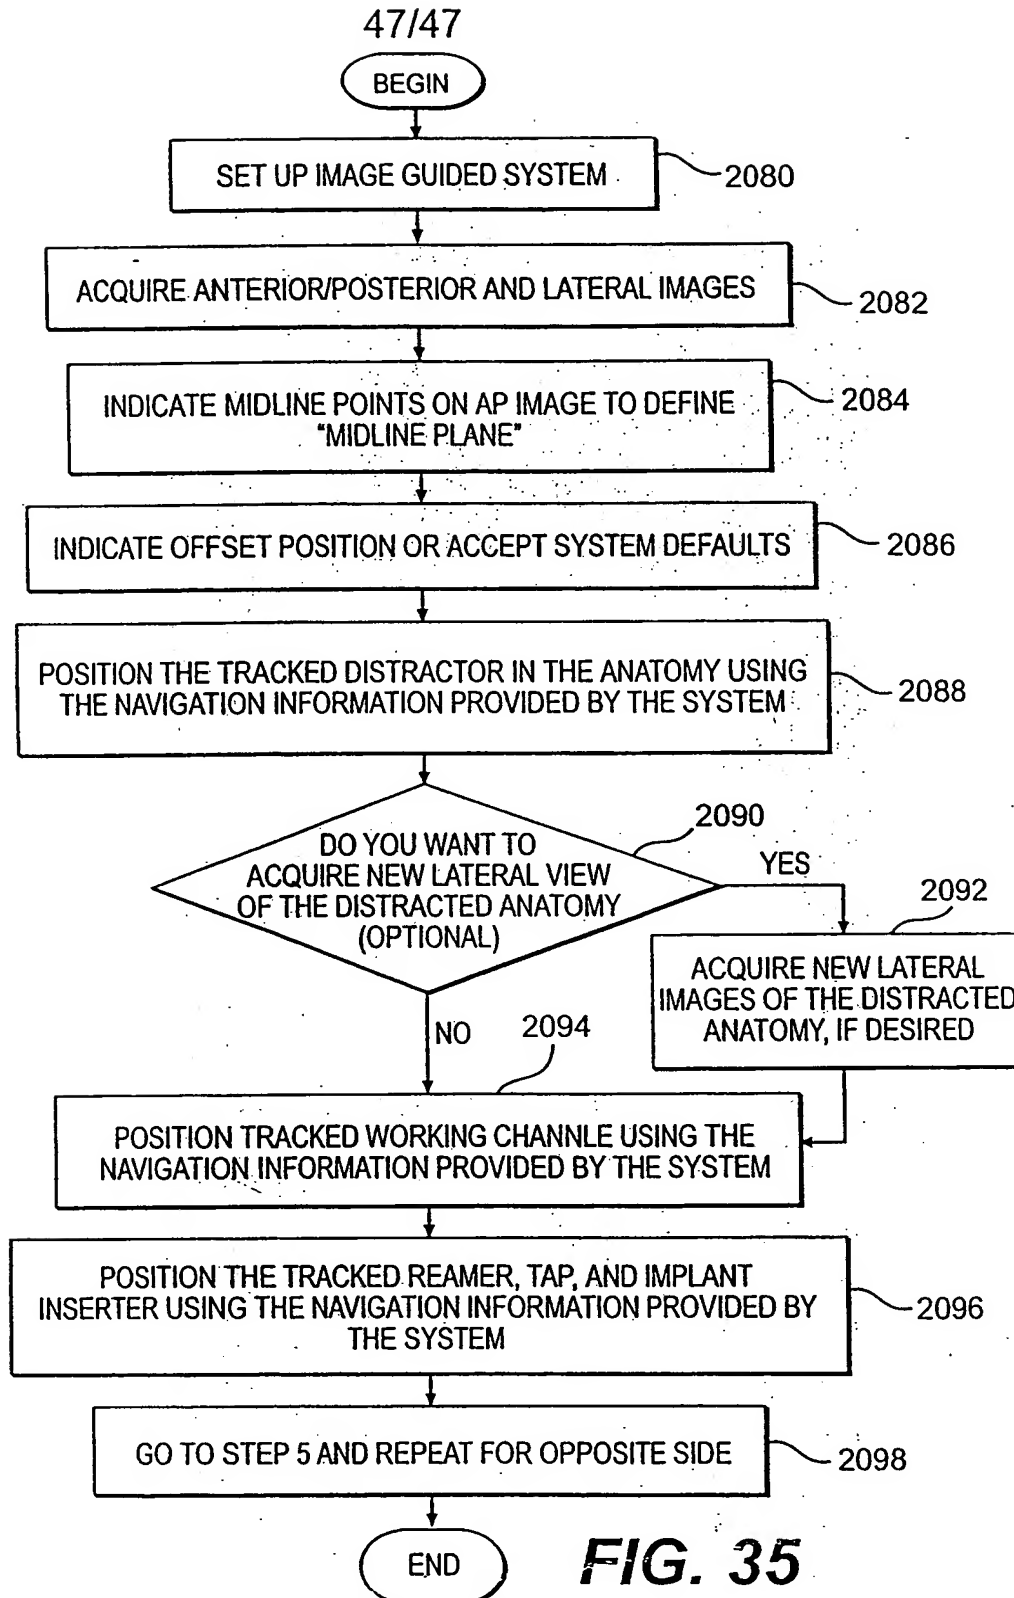 47/47
BEGIN
SET UP IMAGE GUIDED SYSTEM
2080
ACQUIRE ANTERIOR/POSTERIOR AND LATERAL IMAGES
2082
INDICATE MIDLINE POINTS ON AP IMAGE TO DEFINE
"MIDLINE PLANE"
2084
INDICATE OFFSET POSITION OR ACCEPT SYSTEM DEFAULTS
2086
POSITION THE TRACKED DISTRACTOR IN THE ANATOMY USING
THE NAVIGATION INFORMATION PROVIDED BY THE SYSTEM
2088
DO YOU WANT TO
ACQUIRE NEW LATERAL VIEW
OF THE DISTRACTED ANATOMY
(OPTIONAL)
2090
YES
2092
ACQUIRE NEW LATERAL
IMAGES OF THE DISTRACTED
ANATOMY, IF DESIRED
NO
2094
POSITION TRACKED WORKING CHANNLE USING THE
NAVIGATION INFORMATION PROVIDED BY THE SYSTEM
POSITION THE TRACKED REAMER, TAP, AND IMPLANT
INSERTER USING THE NAVIGATION INFORMATION PROVIDED BY
THE SYSTEM
2096
GO TO STEP 5 AND REPEAT FOR OPPOSITE SIDE
2098
END
FIG. 35